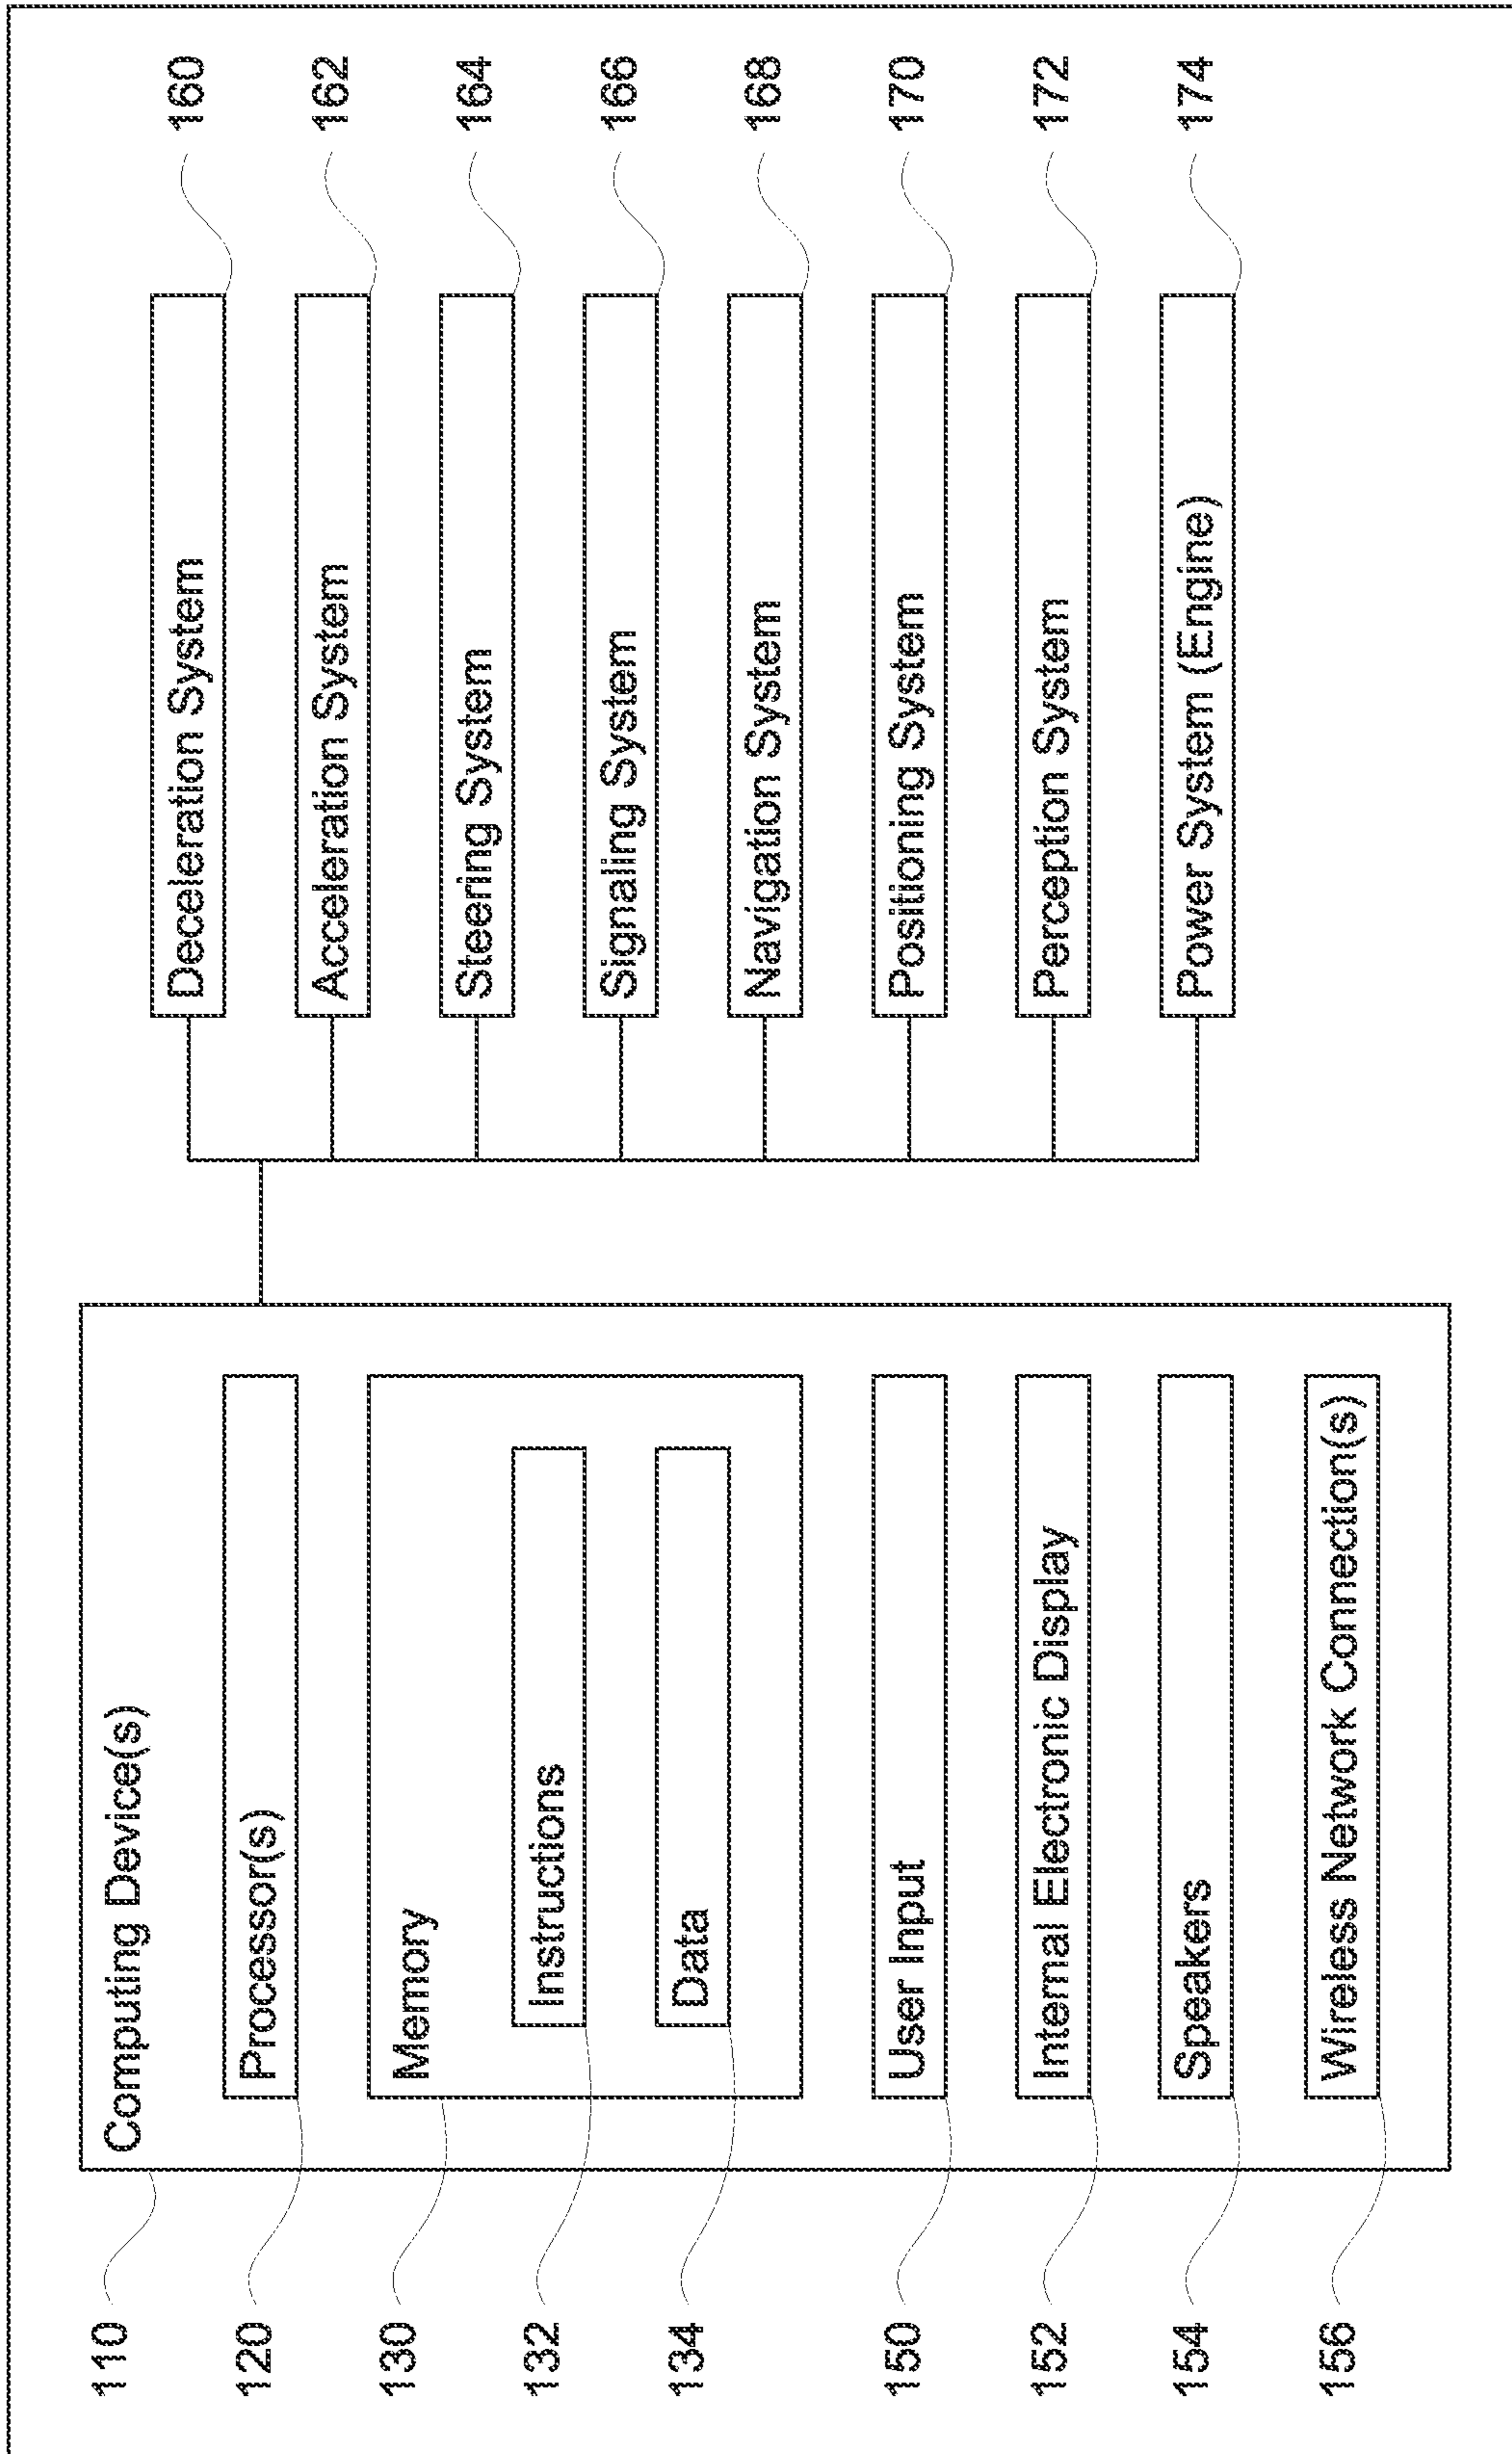 110
Computing Device(s)
120
Processor(s)
130
Memory
132
Instructions
134
Data
150
User Input
152
Internal Electronic Display
154
Speakers
156
Wireless Network Connection(s)
Deceleration System
160
Acceleration System
162
Steering System
164
Signaling System
166
Navigation System
168
Positioning System
170
Perception System
172
Power System (Engine)
174